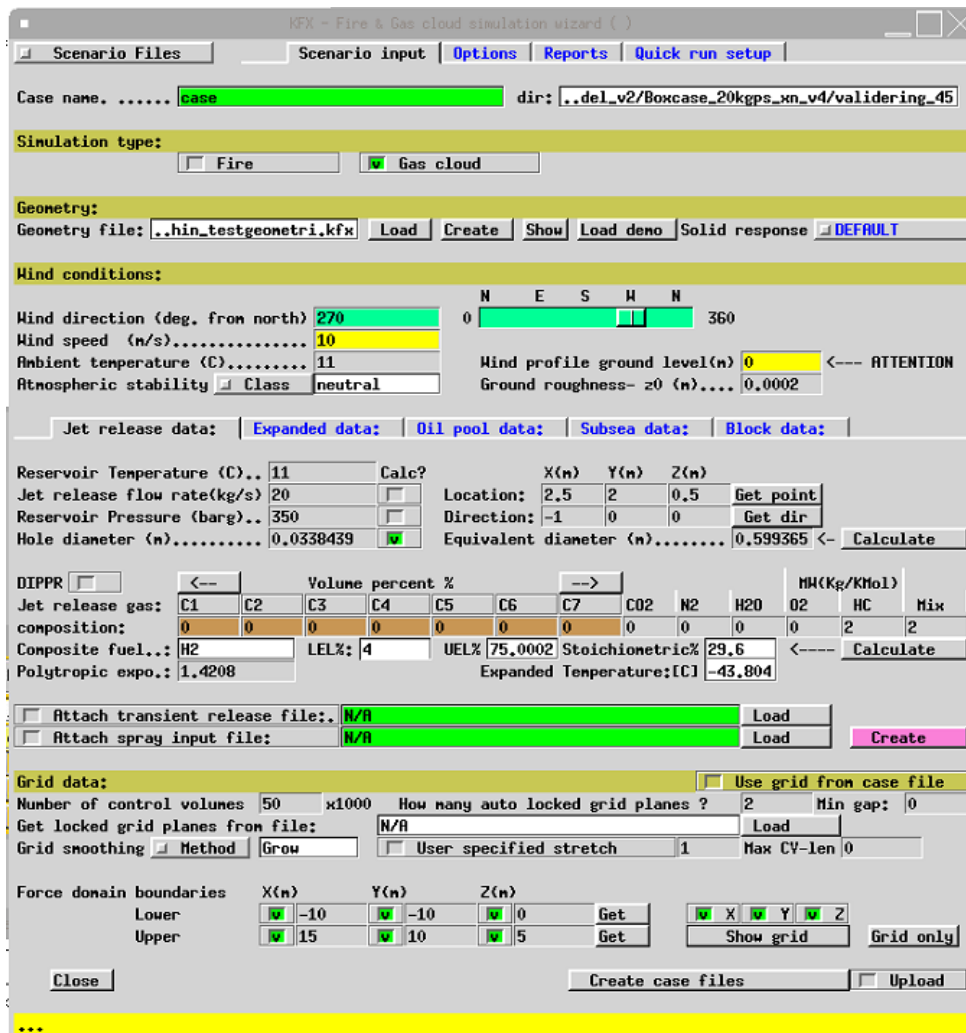 KFX - Fire & Gas cloud simulation wizard ( )
Scenario Files Scenario input Options Reports Quick run setup
Case name. ...... case dir: ..del_v2/Boxcase_20kgps_xn_v4/validering_45
Simulation type:
Fire v Gas cloud
Geometry:
Geometry file: ..hin_testgeometri.kfx Load Create Show Load demo Solid response DEFAULT
Wind conditions:
N E S W N
Wind direction (deg. from north) 270 0 360
Wind speed (m/s)............... 10
Ambient temperature (C)......... 11 Wind profile ground level(m) 0 <--- ATTENTION
Atmospheric stability Class neutral Ground roughness- z0 (m).... 0.0002
Jet release data: Expanded data: Oil pool data: Subsea data: Block data:
Reservoir Temperature (C).. 11 Calc? X(m) Y(m) Z(m)
Jet release flow rate(kg/s) 20 Location: 2.5 2 0.5 Get point
Reservoir Pressure (barg).. 350 Direction: -1 0 0 Get dir
Hole diameter (m).......... 0.0338439 v Equivalent diameter (m)........ 0.599365 <- Calculate
DIPPR <-- Volume percent % --> MW(Kg/KMol)
Jet release gas: C1 C2 C3 C4 C5 C6 C7 CO2 N2 H2O O2 HC Mix
composition: 0 0 0 0 0 0 0 0 0 0 0 2 2
Composite fuel..: H2 LEL%: 4 UEL% 75.0002 Stoichiometric% 29.6 <---- Calculate
Polytropic expo.: 1.4208 Expanded Temperature:[C] -43.804
Attach transient release file:. N/A Load
Attach spray input file: N/A Load Create
Grid data: Use grid from case file
Number of control volumes 50 x1000 How many auto locked grid planes ? 2 Min gap: 0
Get locked grid planes from file: N/A Load
Grid smoothing Method Grow User specified stretch 1 Max CV-len 0
Force domain boundaries X(m) Y(m) Z(m)
Lower v -10 v -10 v 0 Get v X v Y v Z
Upper v 15 v 10 v 5 Get Show grid Grid only
Close Create case files Upload
...